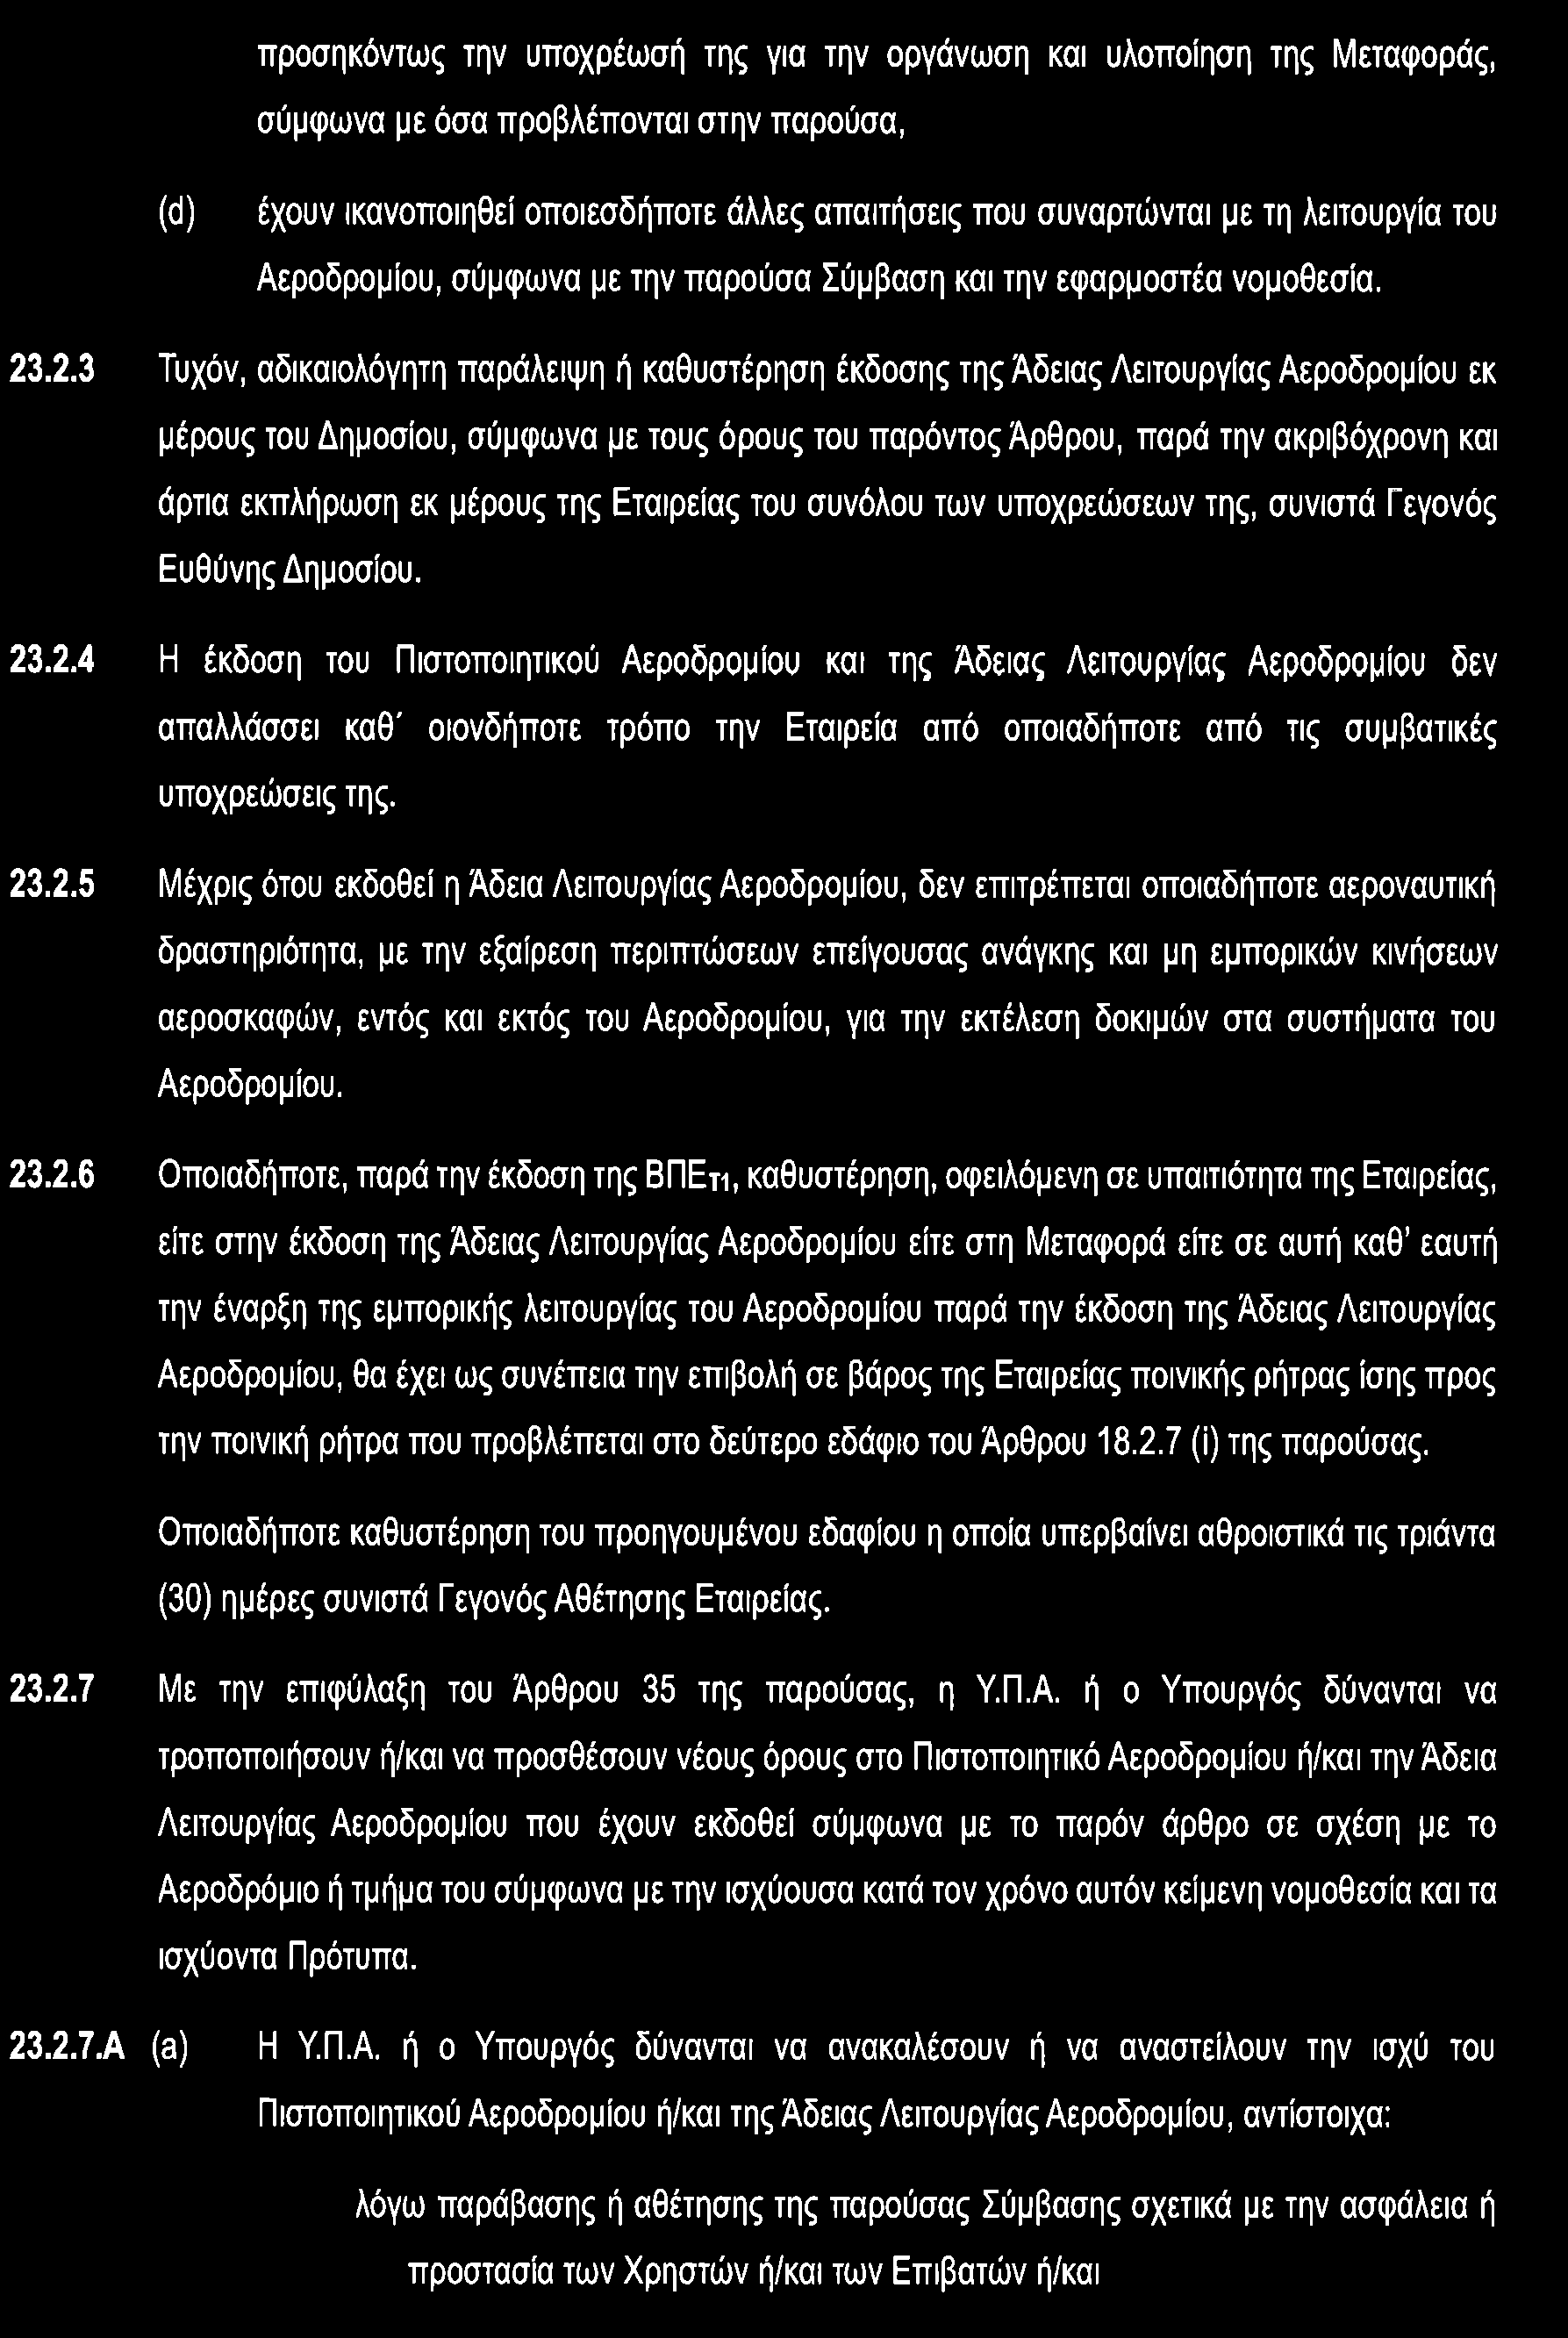 προσηκόντως την υποχρέωσή της για την οργάνωση και υλοποίηση της Μεταφοράς,
σύμφωνα με όσα προβλέπονται στην παρούσα,
(d) έχουν ικανοποιηθεί οποιεσδήποτε άλλες απαιτήσεις που συναρτώνται με τη λειτουργία του
Αεροδρομίου, σύμφωνα με την παρούσα Σύμβαση και την εφαρμοστέα νομοθεσία.
23.2.3 Τυχόν, αδικαιολόγητη παράλειψη ή καθυστέρηση έκδοσης της Άδειας Λειτουργίας Αεροδρομίου εκ
μέρους του Δημοσίου, σύμφωνα με τους όρους του παρόντος Άρθρου, παρά την ακριβόχρονη και
άρτια εκπλήρωση εκ μέρους της Εταιρείας του συνόλου των υποχρεώσεων της, συνιστά Γεγονός
Ευθύνης Δημοσίου.
23.2.4 Η έκδοση του Πιστοποιητικού Αεροδρομίου και της Άδειας Λειτουργίας Αεροδρομίου δεν
απαλλάσσει καθ΄ οιονδήποτε τρόπο την Εταιρεία από οποιαδήποτε από τις συμβατικές
υποχρεώσεις της.
23.2.5 Μέχρις ότου εκδοθεί η Άδεια Λειτουργίας Αεροδρομίου, δεν επιτρέπεται οποιαδήποτε αεροναυτική
δραστηριότητα, με την εξαίρεση περιπτώσεων επείγουσας ανάγκης και μη εμπορικών κινήσεων
αεροσκαφών, εντός και εκτός του Αεροδρομίου, για την εκτέλεση δοκιμών στα συστήματα του
Αεροδρομίου.
23.2.6 Οποιαδήποτε, παρά την έκδοση της ΒΠΕΤ1, καθυστέρηση, οφειλόμενη σε υπαιτιότητα της Εταιρείας,
είτε στην έκδοση της Άδειας Λειτουργίας Αεροδρομίου είτε στη Μεταφορά είτε σε αυτή καθ’ εαυτή
την έναρξη της εμπορικής λειτουργίας του Αεροδρομίου παρά την έκδοση της Άδειας Λειτουργίας
Αεροδρομίου, θα έχει ως συνέπεια την επιβολή σε βάρος της Εταιρείας ποινικής ρήτρας ίσης προς
την ποινική ρήτρα που προβλέπεται στο δεύτερο εδάφιο του Άρθρου 18.2.7 (i) της παρούσας.
Οποιαδήποτε καθυστέρηση του προηγουμένου εδαφίου η οποία υπερβαίνει αθροιστικά τις τριάντα
(30) ημέρες συνιστά Γεγονός Αθέτησης Εταιρείας.
23.2.7 Με την επιφύλαξη του Άρθρου 35 της παρούσας, η Υ.Π.Α. ή ο Υπουργός δύνανται να
τροποποιήσουν ή/και να προσθέσουν νέους όρους στο Πιστοποιητικό Αεροδρομίου ή/και την Άδεια
Λειτουργίας Αεροδρομίου που έχουν εκδοθεί σύμφωνα με το παρόν άρθρο σε σχέση με το
Αεροδρόμιο ή τμήμα του σύμφωνα με την ισχύουσα κατά τον χρόνο αυτόν κείμενη νομοθεσία και τα
ισχύοντα Πρότυπα.
23.2.7.Α (a) Η Υ.Π.Α. ή ο Υπουργός δύνανται να ανακαλέσουν ή να αναστείλουν την ισχύ του
Πιστοποιητικού Αεροδρομίου ή/και της Άδειας Λειτουργίας Αεροδρομίου, αντίστοιχα:
λόγω παράβασης ή αθέτησης της παρούσας Σύμβασης σχετικά με την ασφάλεια ή
προστασία των Χρηστών ή/και των Επιβατών ή/και